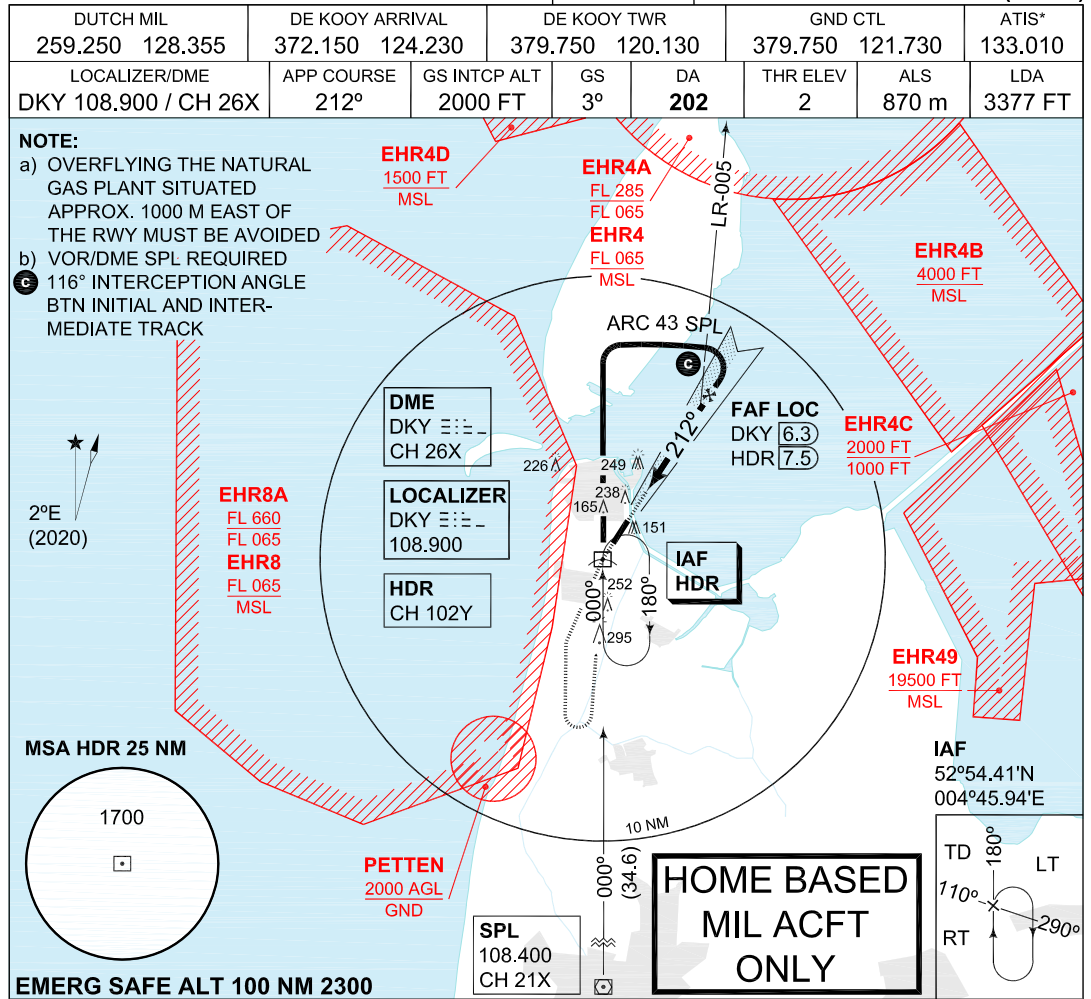 DUTCH MIL
259.250 128.355
DE KOOY ARRIVAL
372.150 124.230
DE KOOY TWR
379.750 120.130
GND CTL
379.750 121.730
ATIS*
133.010
LOCALIZER/DME
DKY 108.900 / CH 26X
APP COURSE
212º
GS INTCP ALT
2000 FT
GS
3º
DA
202
THR ELEV
2
ALS
870 m
LDA
3377 FT
NOTE:
a) OVERFLYING THE NATURAL
GAS PLANT SITUATED
APPROX. 1000 M EAST OF
THE RWY MUST BE AVOIDED
b) VOR/DME SPL REQUIRED
C 116° INTERCEPTION ANGLE
BTN INITIAL AND INTER-
MEDIATE TRACK
EHR4D
1500 FT
MSL
EHR4A
FL 285
FL 065
EHR4
FL 065
MSL
LR-005
EHR4B
4000 FT
MSL
ARC 43 SPL
C
212º
DME
DKY
CH 26X
FAF LOC
DKY 6.3
HDR 7.5
EHR4C
2000 FT
1000 FT
226
249
238
165
151
LOCALIZER
DKY
108.900
2ºE
(2020)
EHR8A
FL 660
FL 065
EHR8
FL 065
MSL
HDR
CH 102Y
IAF
HDR
000º
252
180º
295
EHR49
19500 FT
MSL
MSA HDR 25 NM
1700
IAF
52º54.41'N
004º45.94'E
10 NM
PETTEN
2000 AGL
GND
000º
(34.6)
HOME BASED
MIL ACFT
ONLY
TD
180º
LT
110º
290º
RT
SPL
108.400
CH 21X
EMERG SAFE ALT 100 NM 2300